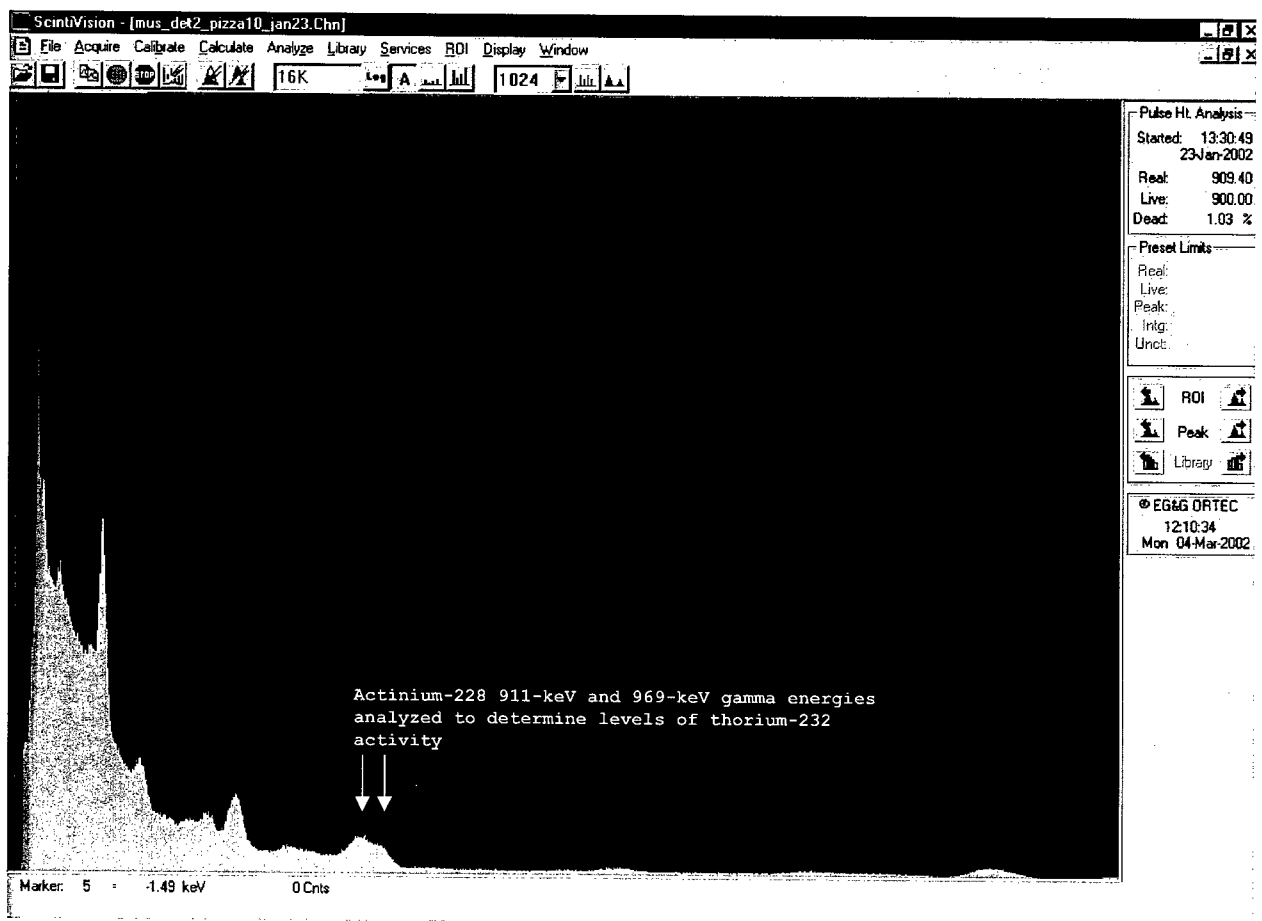 ScintiVision - [mus_det2_pizza10_jan23.Chn]
File Acquire Calibrate Calculate Analyze Library Services ROI Display Window
STOP 16K Log A 1024
Pulse Ht. Analysis
Started: 13:30:49
23-Jan-2002
Real: 909.40
Live: 900.00
Dead: 1.03 %
Preset Limits
Real:
Live:
Peak:
Intg:
Unct:
ROI
Peak
Library
© EG&G ORTEC
12:10:34
Mon 04-Mar-2002
Actinium-228 911-keV and 969-keV gamma energies
analyzed to determine levels of thorium-232
activity
Marker: 5 = -1.49 keV 0 Cnts